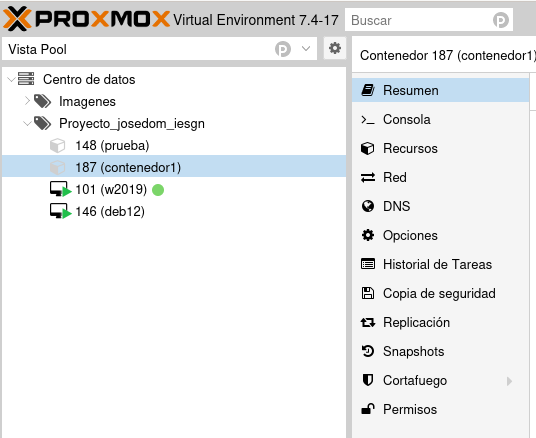 PROXMOX Virtual Environment 7.4-17 Buscar
Vista Pool
Contenedor 187 (contenedor1)
Centro de datos
Imagenes
Proyecto_josedom_iesgn
148 (prueba)
187 (contenedor1)
101 (w2019)
146 (deb12)
Resumen
Consola
Recursos
Red
DNS
Opciones
Historial de Tareas
Copia de seguridad
Replicación
Snapshots
Cortafuego
Permisos